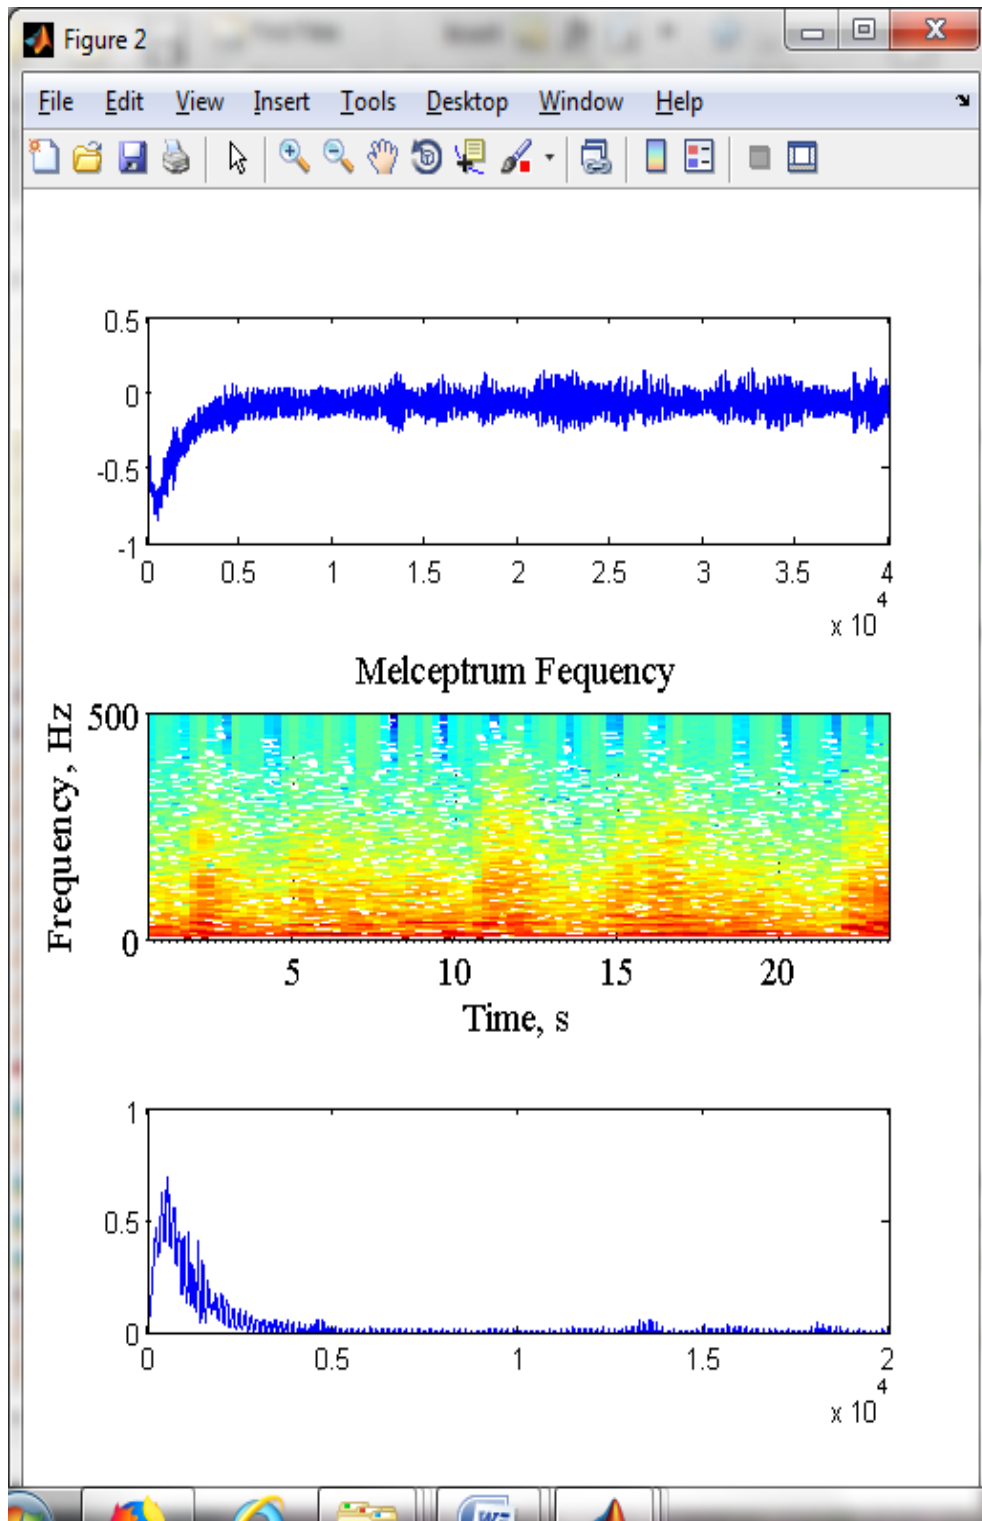 Figure 2
File Edit View Insert Tools Desktop Window Help
0.5
0
-0.5
-1
0 0.5 1 1.5 2 2.5 3 3.5 4
x 10^4
Melceptrum Fequency
Frequency, Hz
500
0
5 10 15 20
Time, s
1
0.5
0
0 0.5 1 1.5 2
x 10^4